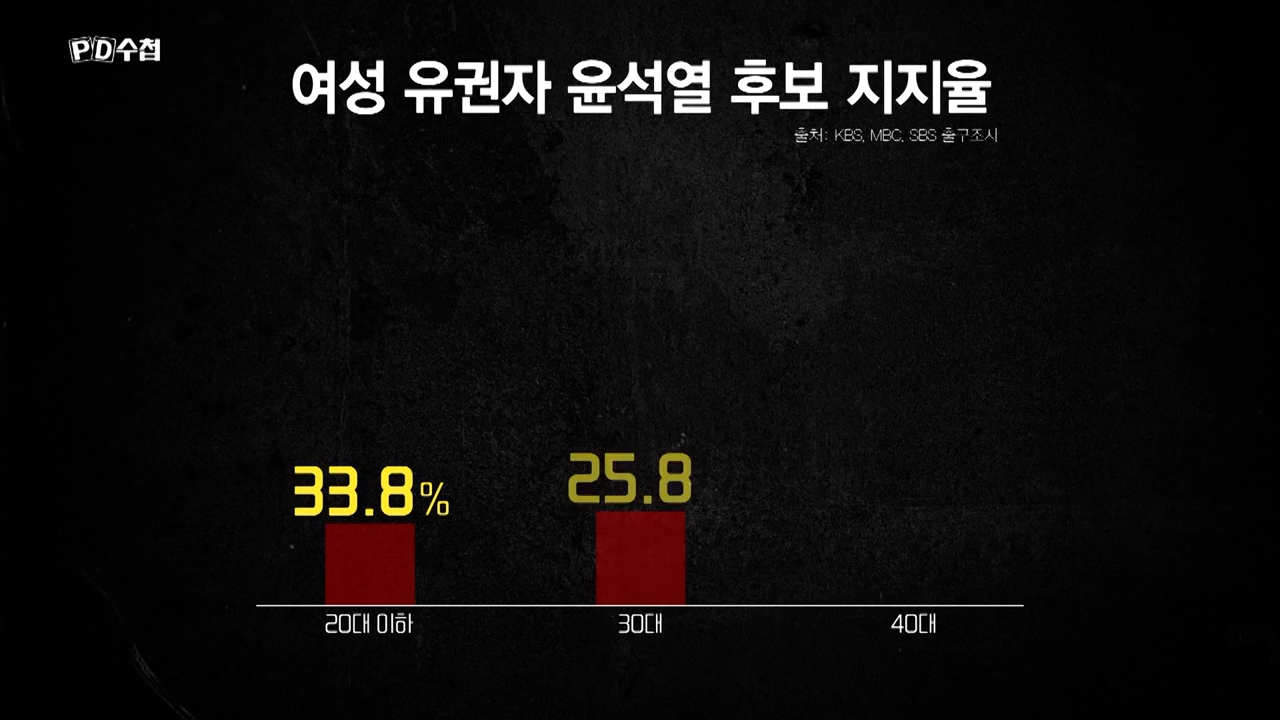 PD수첩
여성 유권자 윤석열 후보 지지율
출처: KBS, MBC, SBS 출구조사
33.8%
25.8
20대 이하
30대
40대